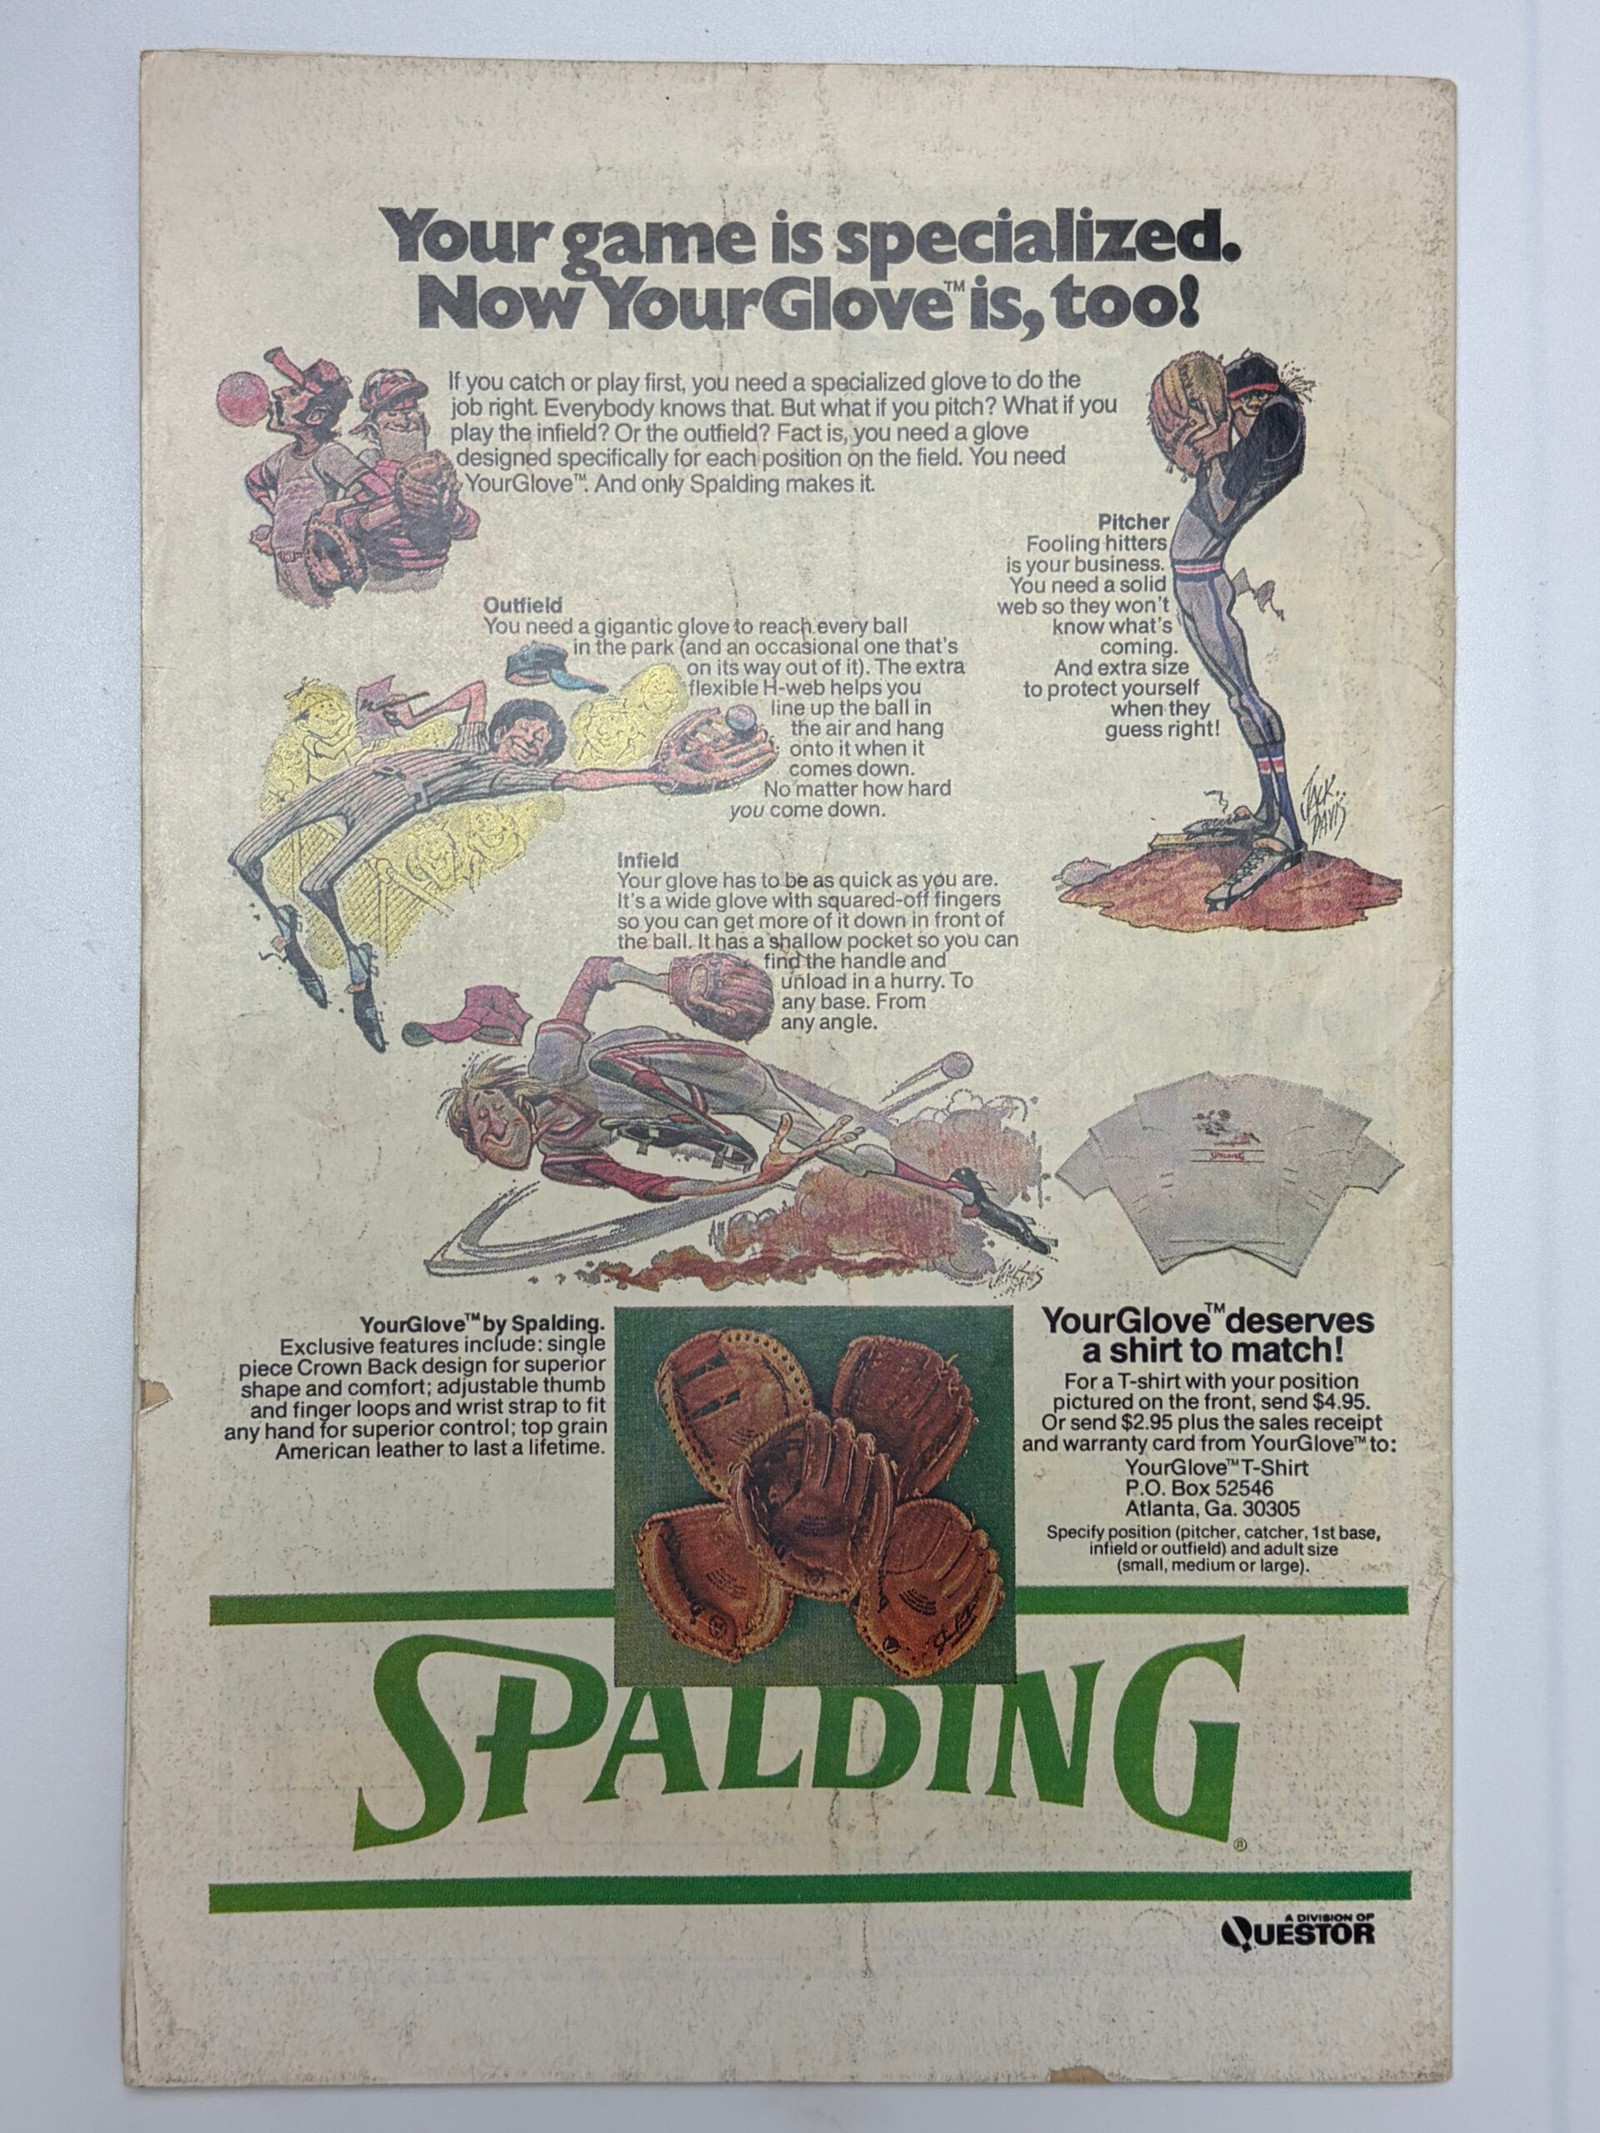 Your game is specialized.
Now YourGlove™ is, too!
If you catch or play first, you need a specialized glove to do the
job right. Everybody knows that. But what if you pitch? What if you
play the infield? Or the outfield? Fact is, you need a glove
designed specifically for each position on the field. You need
YourGlove™. And only Spalding makes it.
Pitcher
Fooling hitters
is your business.
You need a solid
web so they won't
know what's
coming.
And extra size
to protect yourself
when they
guess right!
JACK
DAVIS
Outfield
You need a gigantic glove to reach every ball
in the park (and an occasional one that's
on its way out of it). The extra
flexible H-web helps you
line up the ball in
the air and hang
onto it when it
comes down.
No matter how hard
you come down.
Infield
Your glove has to be as quick as you are.
It's a wide glove with squared-off fingers
so you can get more of it down in front of
the ball. It has a shallow pocket so you can
find the handle and
unload in a hurry. To
any base. From
any angle.
SPALDING
YourGlove™ by Spalding.
Exclusive features include: single
piece Crown Back design for superior
shape and comfort; adjustable thumb
and finger loops and wrist strap to fit
any hand for superior control; top grain
American leather to last a lifetime.
YourGlove™ deserves
a shirt to match!
For a T-shirt with your position
pictured on the front, send $4.95.
Or send $2.95 plus the sales receipt
and warranty card from YourGlove™ to:
YourGlove™ T-Shirt
P.O. Box 52546
Atlanta, Ga. 30305
Specify position (pitcher, catcher, 1st base,
infield or outfield) and adult size
(small, medium or large).
SPALDING®
A DIVISION OF
QUESTOR